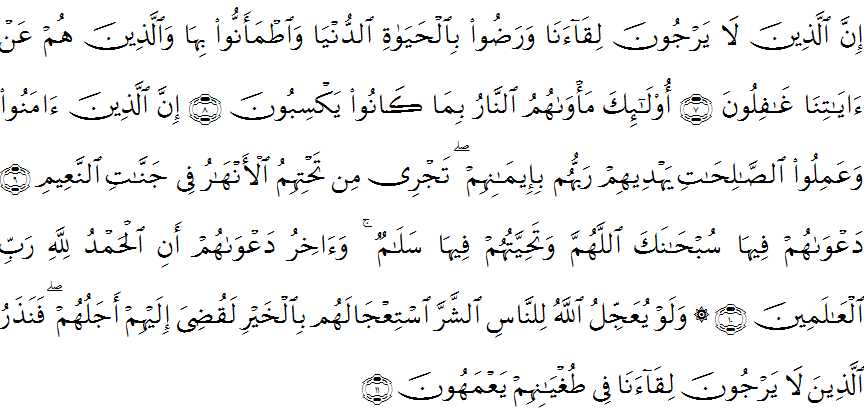 إِنَّ ٱلَّذِينَ لَا يَرۡجُونَ لِقَآءَنَا وَرَضُواْ بِٱلۡحَيَوٰةِ ٱلدُّنۡيَا وَٱطۡمَأَنُّواْ بِهَا وَٱلَّذِينَ هُمۡ عَنۡ
ءَايَٰتِنَا غَٰفِلُونَ ٧ أُوْلَٰٓئِكَ مَأۡوَىٰهُمُ ٱلنَّارُ بِمَا كَانُواْ يَكۡسِبُونَ ٨ إِنَّ ٱلَّذِينَ ءَامَنُواْ
وَعَمِلُواْ ٱلصَّٰلِحَٰتِ يَهۡدِيهِمۡ رَبُّهُم بِإِيمَٰنِهِمۡۖ تَجۡرِي مِن تَحۡتِهِمُ ٱلۡأَنۡهَٰرُ فِي جَنَّٰتِ ٱلنَّعِيمِ ٩
دَعۡوَىٰهُمۡ فِيهَا سُبۡحَٰنَكَ ٱللَّهُمَّ وَتَحِيَّتُهُمۡ فِيهَا سَلَٰمٞۚ وَءَاخِرُ دَعۡوَىٰهُمۡ أَنِ ٱلۡحَمۡدُ لِلَّهِ رَبِّ
ٱلۡعَٰلَمِينَ ١٠ ۞ وَلَوۡ يُعَجِّلُ ٱللَّهُ لِلنَّاسِ ٱلشَّرَّ ٱسۡتِعۡجَالَهُم بِٱلۡخَيۡرِ لَقُضِيَ إِلَيۡهِمۡ أَجَلُهُمۡۖ فَنَذَرُ
ٱلَّذِينَ لَا يَرۡجُونَ لِقَآءَنَا فِي طُغۡيَٰنِهِمۡ يَعۡمَهُونَ ١١